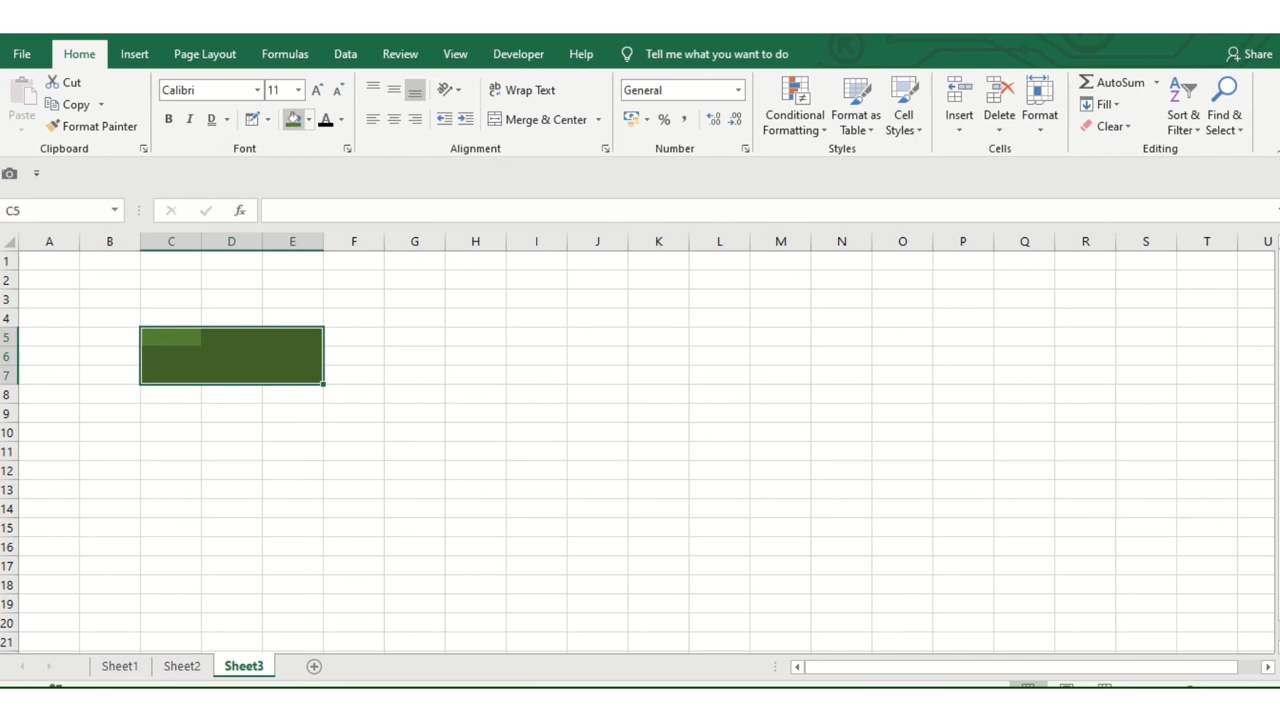 File Home Insert Page Layout Formulas Data Review View Developer Help Tell me what you want to do Share
Paste
Cut
Copy
Format Painter
Clipboard
Calibri 11 A A
B I D A
Font
ab Wrap Text
Merge & Center
Alignment
General
% ,
.00 .0
Number
Conditional Formatting
Format as Table
Cell Styles
Styles
Insert Delete Format
Cells
AutoSum
Fill
Clear
Sort & Filter
Find & Select
Editing
C5 fx
A B C D E F G H I J K L M N O P Q R S T U
1
2
3
4
5
6
7
8
9
10
11
12
13
14
15
16
17
18
19
20
21
Sheet1 Sheet2 Sheet3